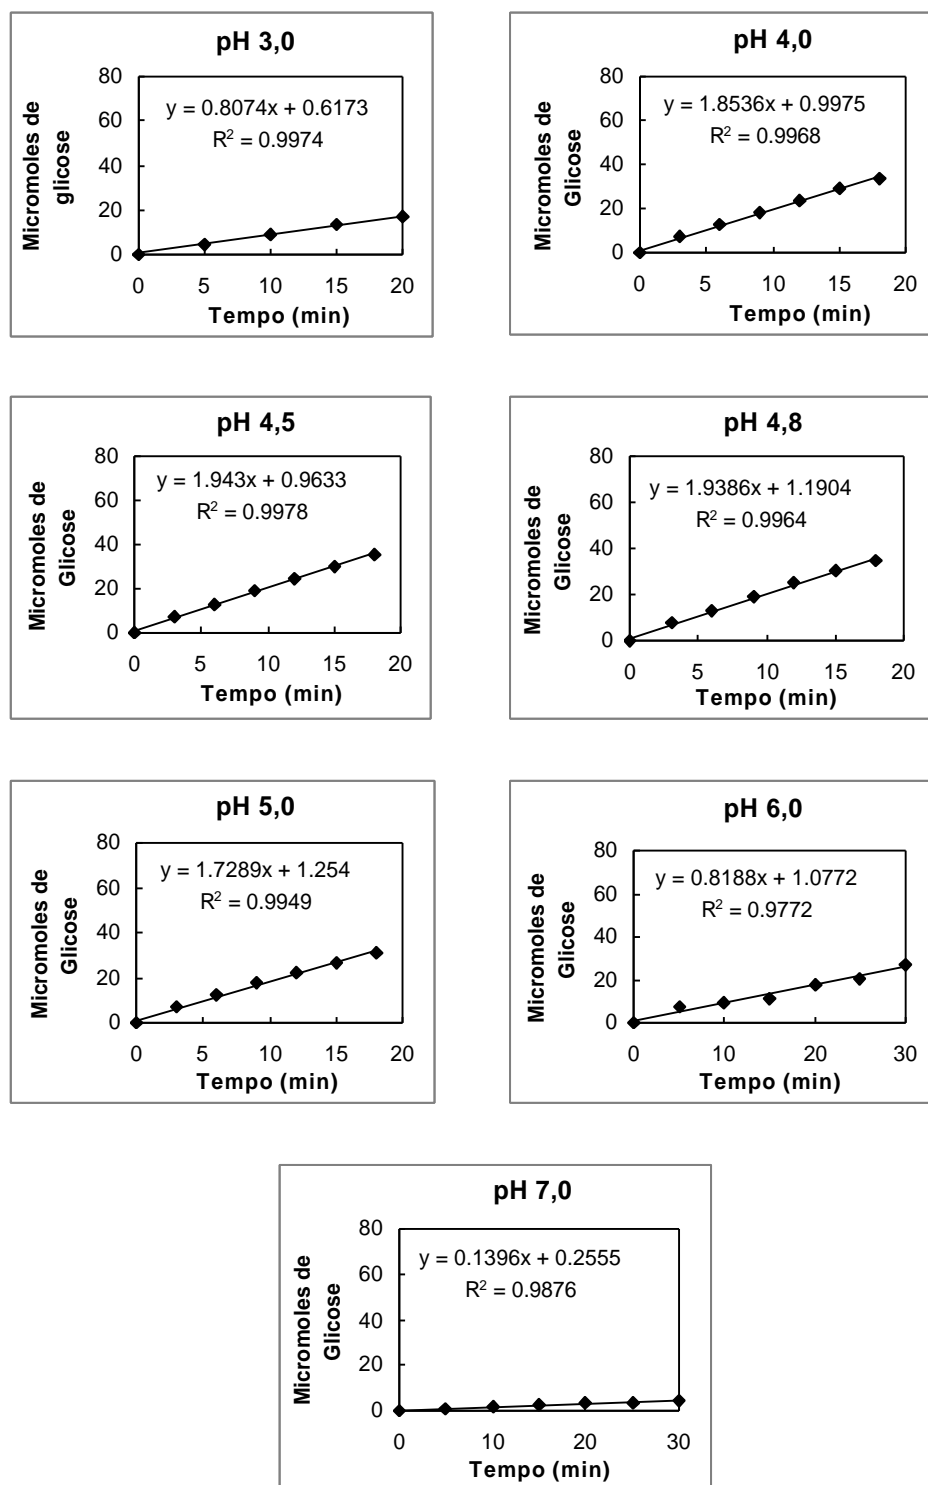 pH 3,0
80
60
40
20
0
y = 0.8074x + 0.6173
R² = 0.9974
Micromoles de
glicose
0 5 10 15 20
Tempo (min)
pH 4,0
80
60
40
20
0
y = 1.8536x + 0.9975
R² = 0.9968
Micromoles de
Glicose
0 5 10 15 20
Tempo (min)
pH 4,5
80
60
40
20
0
y = 1.943x + 0.9633
R² = 0.9978
Micromoles de
Glicose
0 5 10 15 20
Tempo (min)
pH 4,8
80
60
40
20
0
y = 1.9386x + 1.1904
R² = 0.9964
Micromoles de
Glicose
0 5 10 15 20
Tempo (min)
pH 5,0
80
60
40
20
0
y = 1.7289x + 1.254
R² = 0.9949
Micromoles de
Glicose
0 5 10 15 20
Tempo (min)
pH 6,0
80
60
40
20
0
y = 0.8188x + 1.0772
R² = 0.9772
Micromoles de
Glicose
0 10 20 30
Tempo (min)
pH 7,0
80
60
40
20
0
y = 0.1396x + 0.2555
R² = 0.9876
Micromoles de
Glicose
0 10 20 30
Tempo (min)